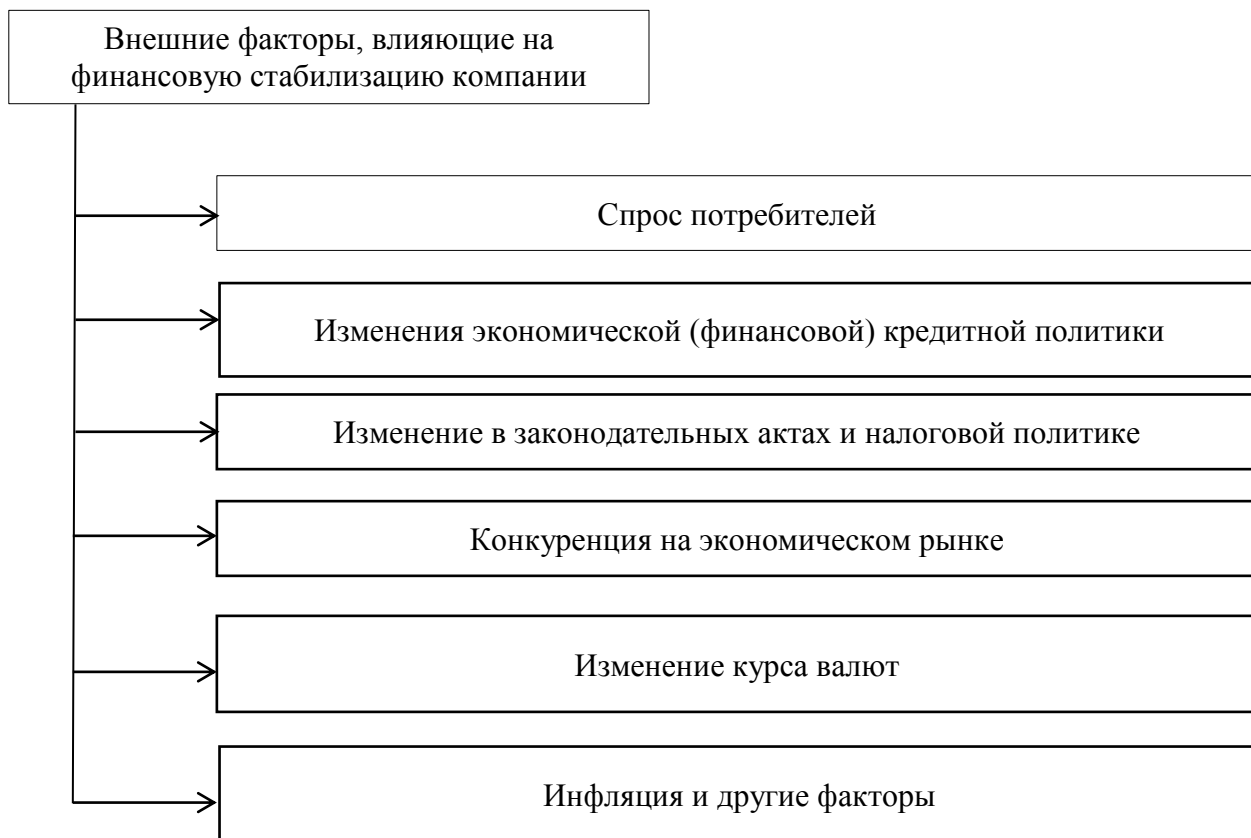 Внешние факторы, влияющие на
финансовую стабилизацию компании
Спрос потребителей
Изменения экономической (финансовой) кредитной политики
Изменение в законодательных актах и налоговой политике
Конкуренция на экономическом рынке
Изменение курса валют
Инфляция и другие факторы